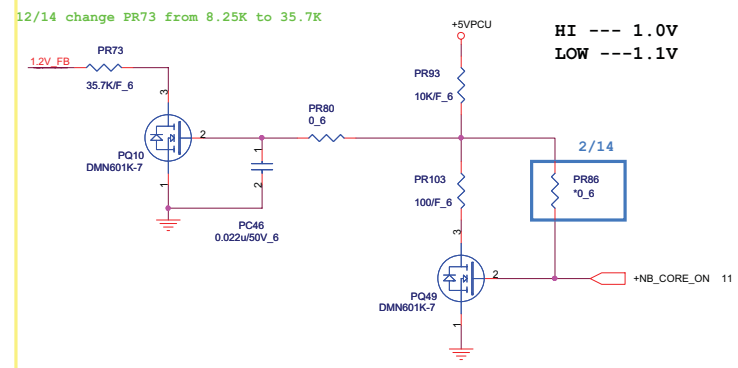 12/14 change PR73 from 8.25K to 35.7K
+5VPCU
HI --- 1.0V
LOW ---1.1V
PR73
1.2V_FB
35.7K/F_6
PR93
10K/F_6
3
PR80
0_6
2
1
2/14
PQ10
DMN601K-7
PR103
100/F_6
PR86
*0_6
1
2
PC46
0.022u/50V_6
3
2
+NB_CORE_ON 11
PQ49
DMN601K-7
1